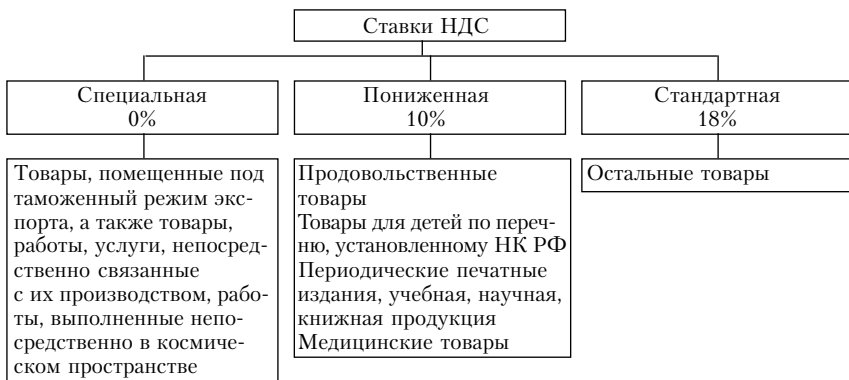 Ставки НДС
Специальная
0%
Пониженная
10%
Стандартная
18%
Товары, помещенные под
таможенный режим экс-
порта, а также товары,
работы, услуги, непосред-
ственно связанные
с их производством, рабо-
ты, выполненные непо-
средственно в космиче-
ском пространстве
Продовольственные
товары
Товары для детей по переч-
ню, установленному НК РФ
Периодические печатные
издания, учебная, научная,
книжная продукция
Медицинские товары
Остальные товары